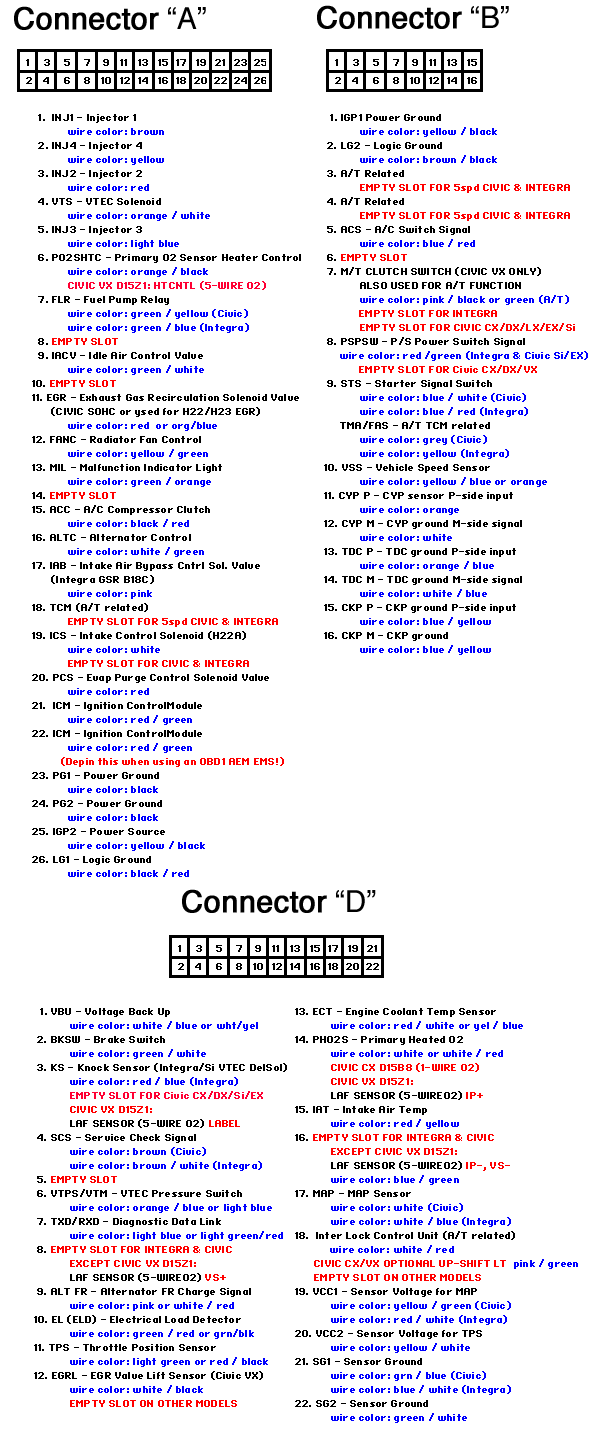 Connector “A”
1 3 5 7 9 11 13 15 17 19 21 23 25
2 4 6 8 10 12 14 16 18 20 22 24 26
1. INJ1 - Injector 1
wire color: brown
2. INJ4 - Injector 4
wire color: yellow
3. INJ2 - Injector 2
wire color: red
4. VTS - VTEC Solenoid
wire color: orange / white
5. INJ3 - Injector 3
wire color: light blue
6. PO2SHTC - Primary O2 Sensor Heater Control
wire color: orange / black
CIVIC VX D15Z1: HTCNTL (5-WIRE O2)
7. FLR - Fuel Pump Relay
wire color: green / yellow (Civic)
wire color: green / blue (Integra)
8. EMPTY SLOT
9. IACV - Idle Air Control Value
wire color: green / white
10. EMPTY SLOT
11. EGR - Exhaust Gas Recirculation Solenoid Valve
(CIVIC SOHC or ysed for H22/H23 EGR)
wire color: red or org/blue
12. FANC - Radiator Fan Control
wire color: yellow / green
13. MIL - Malfunction Indicator Light
wire color: green / orange
14. EMPTY SLOT
15. ACC - A/C Compressor Clutch
wire color: black / red
16. ALTC - Alternator Control
wire color: white / green
17. IAB - Intake Air Bypass Cntrl Sol. Value
(Integra GSR B18C)
wire color: pink
18. TCM (A/T related)
EMPTY SLOT FOR 5spd CIVIC & INTEGRA
19. ICS - Intake Control Solenoid (H22A)
wire color: white
EMPTY SLOT FOR CIVIC & INTEGRA
20. PCS - Evap Purge Control Solenoid Valve
wire color: red
21. ICM - Ignition ControlModule
wire color: red / green
22. ICM - Ignition ControlModule
wire color: red / green
(Depin this when using an OBD1 AEM EMS!)
23. PG1 - Power Ground
wire color: black
24. PG2 - Power Ground
wire color: black
25. IGP2 - Power Source
wire color: yellow / black
26. LG1 - Logic Ground
wire color: black / red
Connector “B”
1 3 5 7 9 11 13 15
2 4 6 8 10 12 14 16
1. IGP1 Power Ground
wire color: yellow / black
2. LG2 - Logic Ground
wire color: brown / black
3. A/T Related
EMPTY SLOT FOR 5spd CIVIC & INTEGRA
4. A/T Related
EMPTY SLOT FOR 5spd CIVIC & INTEGRA
5. ACS - A/C Switch Signal
wire color: blue / red
6. EMPTY SLOT
7. M/T CLUTCH SWITCH (CIVIC VX ONLY)
ALSO USED FOR A/T FUNCTION
wire color: pink / black or green (A/T)
EMPTY SLOT FOR INTEGRA
EMPTY SLOT FOR CIVIC CX/DX/LX/EX/Si
8. PSPSW - P/S Power Switch Signal
wire color: red /green (Integra & Civic Si/EX)
EMPTY SLOT FOR Civic CX/DX/VX
9. STS - Starter Signal Switch
wire color: blue / white (Civic)
wire color: blue / red (Integra)
TMA/FAS - A/T TCM related
wire color: grey (Civic)
wire color: yellow (Integra)
10. VSS - Vehicle Speed Sensor
wire color: yellow / blue or orange
11. CYP P - CYP sensor P-side input
wire color: orange
12. CYP M - CYP ground M-side signal
wire color: white
13. TDC P - TDC ground P-side input
wire color: orange / blue
14. TDC M - TDC ground M-side signal
wire color: white / blue
15. CKP P - CKP ground P-side input
wire color: blue / yellow
16. CKP M - CKP ground
wire color: blue / yellow
Connector “D”
1 3 5 7 9 11 13 15 17 19 21
2 4 6 8 10 12 14 16 18 20 22
1. VBU - Voltage Back Up
wire color: white / blue or wht/yel
2. BKSW - Brake Switch
wire color: green / white
3. KS - Knock Sensor (Integra/Si VTEC DelSol)
wire color: red / blue (Integra)
EMPTY SLOT FOR Civic CX/DX/Si/EX
CIVIC VX D15Z1:
LAF SENSOR (5-WIRE O2) LABEL
4. SCS - Service Check Signal
wire color: brown (Civic)
wire color: brown / white (Integra)
5. EMPTY SLOT
6. VTPS/VTM - VTEC Pressure Switch
wire color: orange / blue or light blue
7. TXD/RXD - Diagnostic Data Link
wire color: light blue or light green/red
8. EMPTY SLOT FOR INTEGRA & CIVIC
EXCEPT CIVIC VX D15Z1:
LAF SENSOR (5-WIREO2) VS+
9. ALT FR - Alternator FR Charge Signal
wire color: pink or white / red
10. EL (ELD) - Electrical Load Detector
wire color: green / red or grn/blk
11. TPS - Throttle Position Sensor
wire color: light green or red / black
12. EGRL - EGR Valve Lift Sensor (Civic VX)
wire color: white / black
EMPTY SLOT ON OTHER MODELS
13. ECT - Engine Coolant Temp Sensor
wire color: red / white or yel / blue
14. PHO2S - Primary Heated O2
wire color: white or white / red
CIVIC CX D15B8 (1-WIRE O2)
CIVIC VX D15Z1:
LAF SENSOR (5-WIREO2) IP+
15. IAT - Intake Air Temp
wire color: red / yellow
16. EMPTY SLOT FOR INTEGRA & CIVIC
EXCEPT CIVIC VX D15Z1:
LAF SENSOR (5-WIREO2) IP-, VS-
wire color: blue / green
17. MAP - MAP Sensor
wire color: white (Civic)
wire color: white / blue (Integra)
18. Inter Lock Control Unit (A/T related)
wire color: white / red
CIVIC CX/VX OPTIONAL UP-SHIFT LT pink / green
EMPTY SLOT ON OTHER MODELS
19. VCC1 - Sensor Voltage for MAP
wire color: yellow / green (Civic)
wire color: red / white (Integra)
20. VCC2 - Sensor Voltage for TPS
wire color: yellow / white
21. SG1 - Sensor Ground
wire color: grn / blue (Civic)
wire color: blue / white (Integra)
22. SG2 - Sensor Ground
wire color: green / white